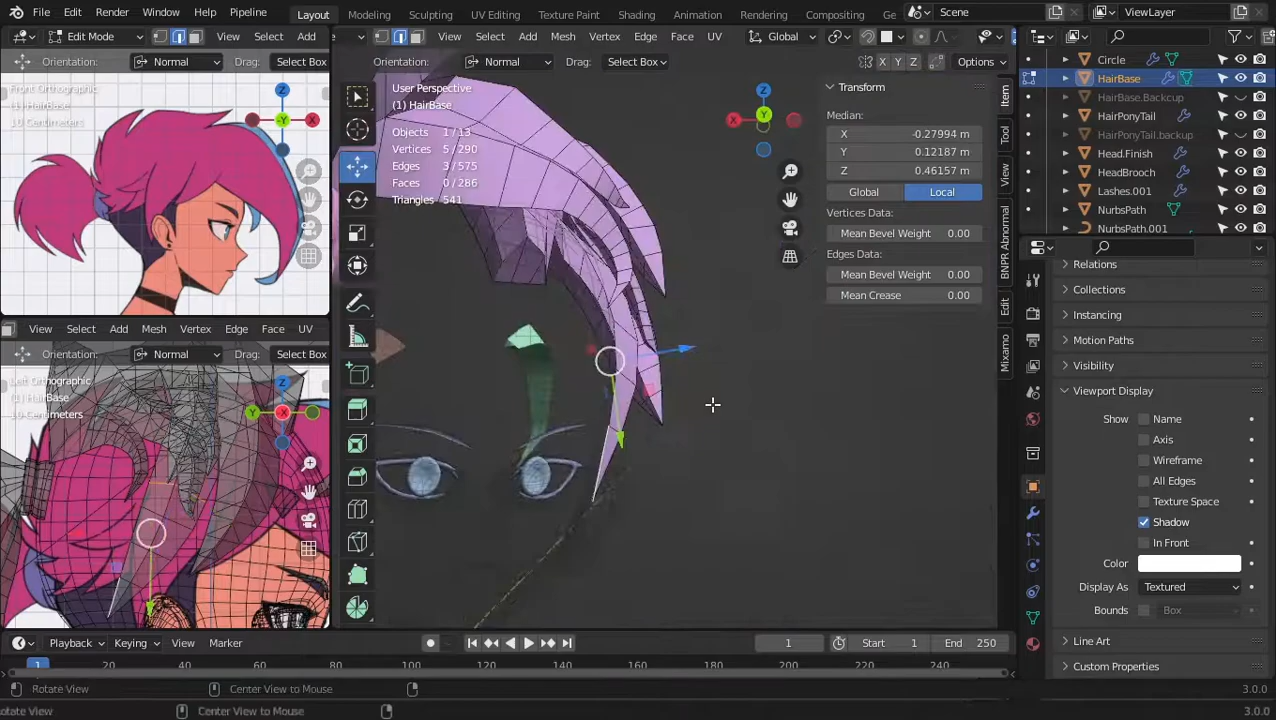 File Edit Render Window Help Pipeline Layout Modeling Sculpting UV Editing Texture Paint Shading Animation Rendering Compositing Ge Scene ViewLayer
Edit Mode View Select Add
Orientation: Normal Drag: Select Box
Front Orthographic
(1) HairBase
10 Centimeters
View Select Add Mesh Vertex Edge Face UV
Orientation: Normal Drag: Select Box
Left Orthographic
(1) HairBase
10 Centimeters
View Select Add Mesh Vertex Edge Face UV Global
Orientation: Normal Drag: Select Box X Y Z Options
User Perspective
(1) HairBase
Objects 1/13
Vertices 5/290
Edges 3/575
Faces 0/286
Triangles 541
Transform
Median:
X -0.27994 m
Y 0.12187 m
Z 0.46157 m
Global Local
Vertices Data:
Mean Bevel Weight 0.00
Edges Data:
Mean Bevel Weight 0.00
Mean Crease 0.00
Item
Tool
View
BNPR Abnormal
Edit
Mixamo
Circle
HairBase
HairBase.Backcup
HairPonyTail
HairPonyTail.backup
Head.Finish
HeadBrooch
Lashes.001
NurbsPath
NurbsPath.001
Relations
Collections
Instancing
Motion Paths
Visibility
Viewport Display
Show Name
Axis
Wireframe
All Edges
Texture Space
Shadow
In Front
Color
Display As Textured
Bounds Box
Line Art
Custom Properties
Playback Keying View Marker 1 Start 1 End 250
1 20 40 60 80 100 120 140 160 180 200 220 240
Rotate View Center View to Mouse 3.0.0
otate View Center View to Mouse 3.0.0